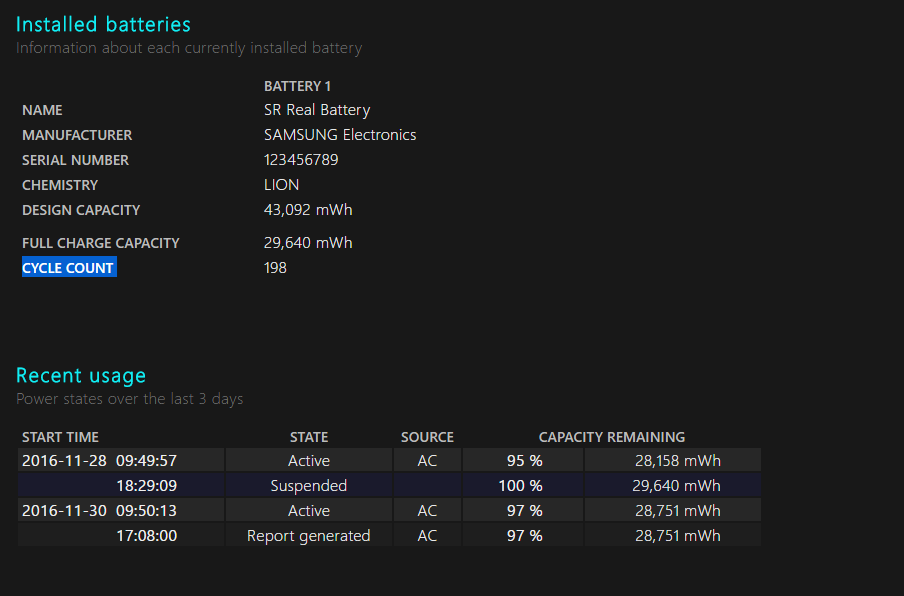 Installed batteries
Information about each currently installed battery
BATTERY 1
NAME SR Real Battery
MANUFACTURER SAMSUNG Electronics
SERIAL NUMBER 123456789
CHEMISTRY LION
DESIGN CAPACITY 43,092 mWh
FULL CHARGE CAPACITY 29,640 mWh
CYCLE COUNT 198
Recent usage
Power states over the last 3 days
START TIME STATE SOURCE CAPACITY REMAINING
2016-11-28 09:49:57 Active AC 95 % 28,158 mWh
18:29:09 Suspended 100 % 29,640 mWh
2016-11-30 09:50:13 Active AC 97 % 28,751 mWh
17:08:00 Report generated AC 97 % 28,751 mWh